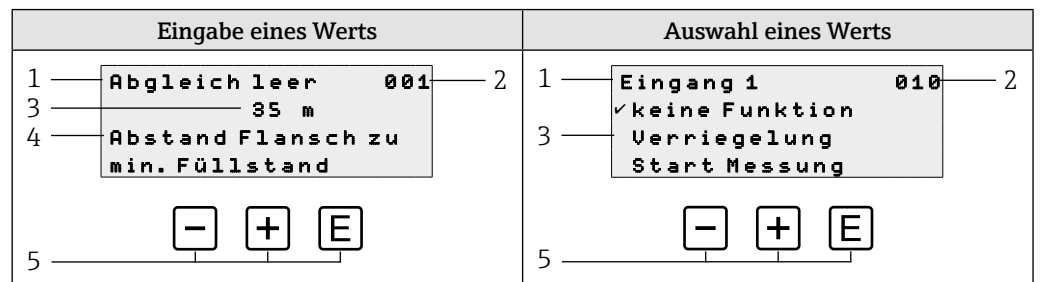 Eingabe eines Werts
Auswahl eines Werts
1 Abgleich leer 001 2
3 35 m
4 Abstand Flansch zu
min. Füllstand
- + E
5
1 Eingang 1 010 2
✓keine Funktion
3 Verriegelung
Start Messung
- + E
5